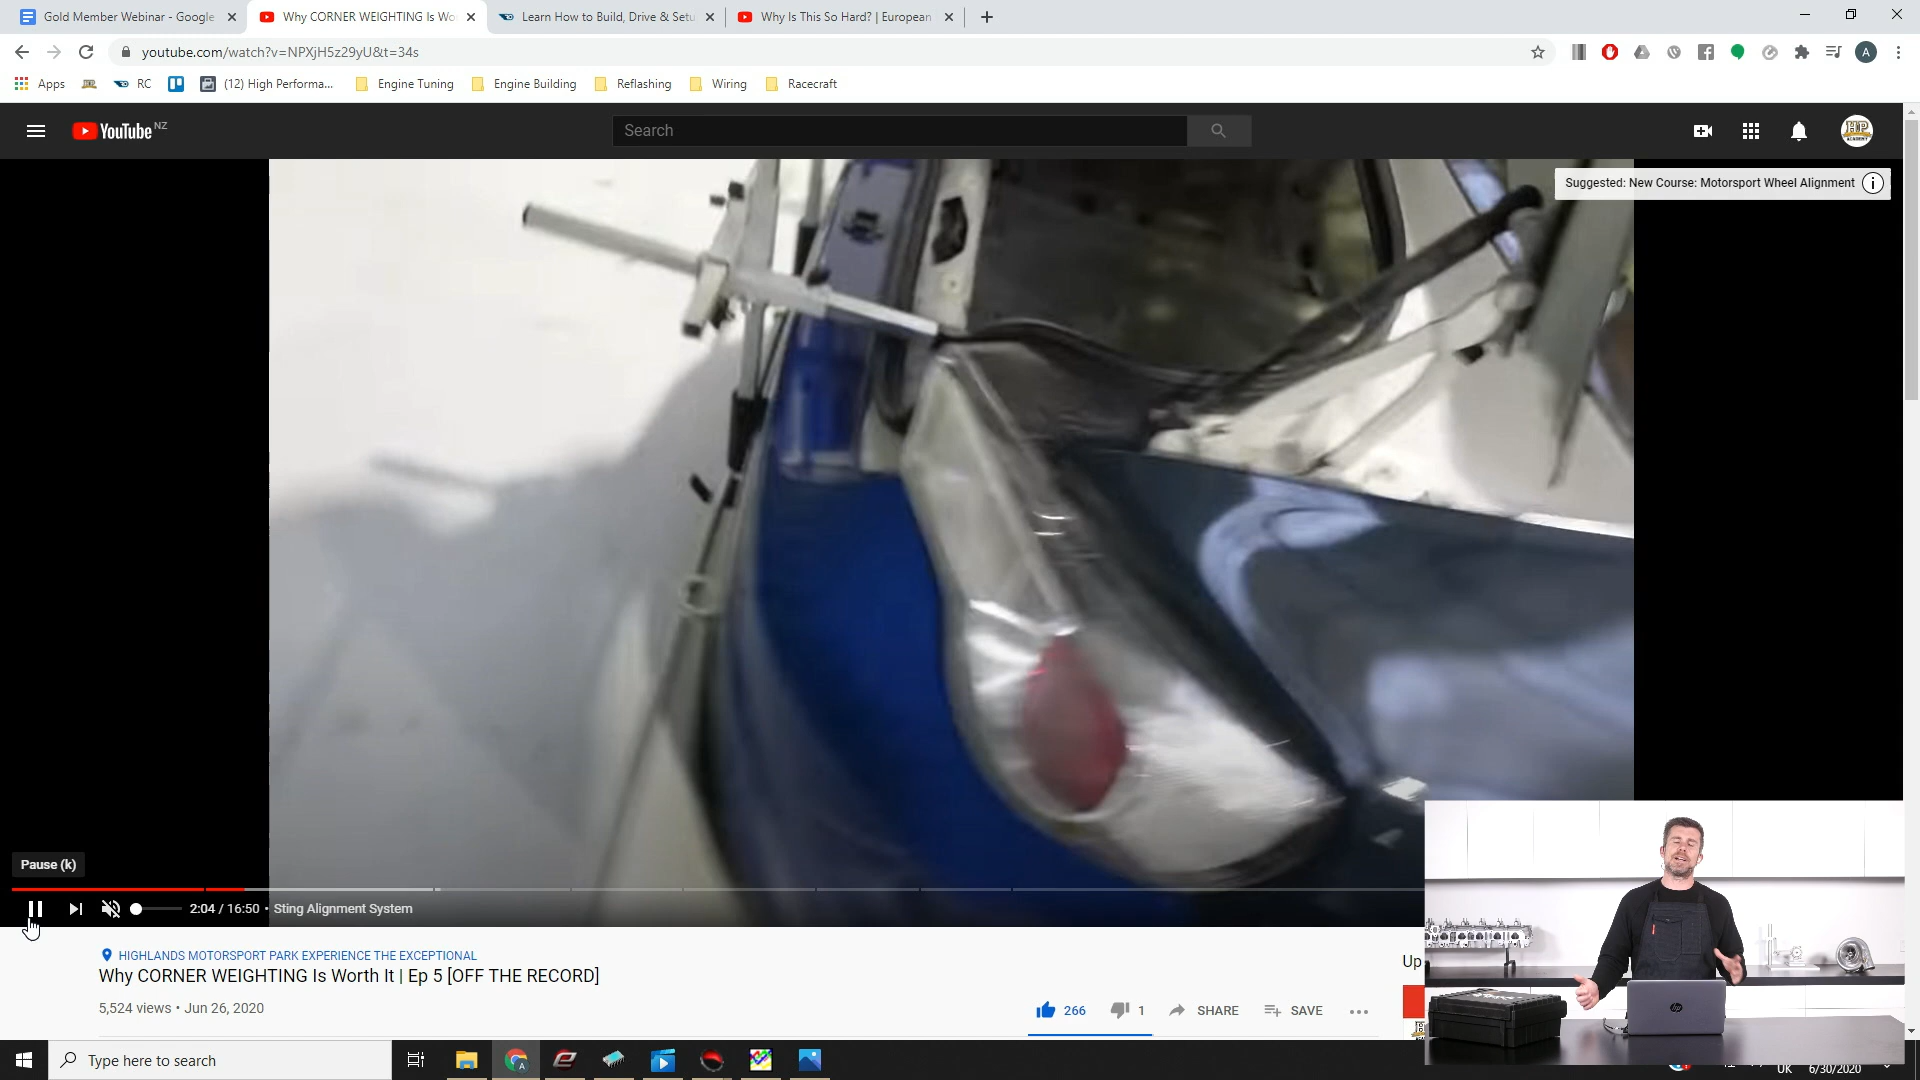 Gold Member Webinar - Google
Why CORNER WEIGHTING Is Wo
Learn How to Build, Drive & Setu
Why Is This So Hard? | European
youtube.com/watch?v=NPXjH5z29yU&t=34s
A
Apps
RC
(12) High Performa...
Engine Tuning
Engine Building
Reflashing
Wiring
Racecraft
YouTube NZ
Search
HP ACADEMY
Suggested: New Course: Motorsport Wheel Alignment
Pause (k)
2:04 / 16:50 • Sting Alignment System
HIGHLANDS MOTORSPORT PARK EXPERIENCE THE EXCEPTIONAL
Why CORNER WEIGHTING Is Worth It | Ep 5 [OFF THE RECORD]
5,524 views • Jun 26, 2020
266
1
SHARE
SAVE
Up
hp
Type here to search
UK
6/30/2020